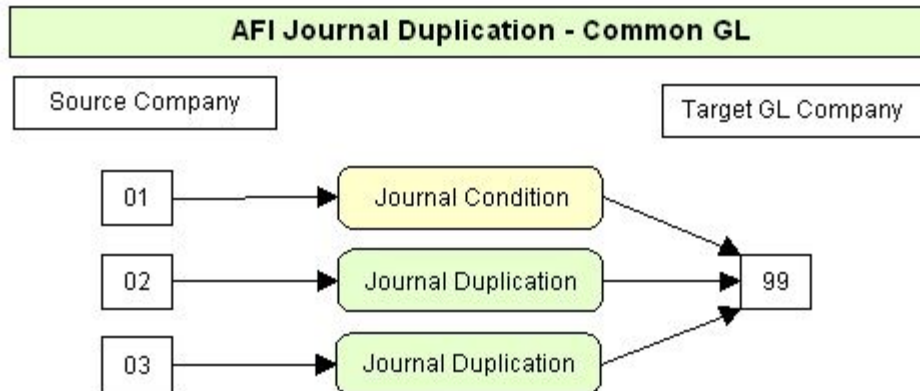 AFI Journal Duplication - Common GL
Source Company
Target GL Company
01
Journal Condition
02
Journal Duplication
99
03
Journal Duplication